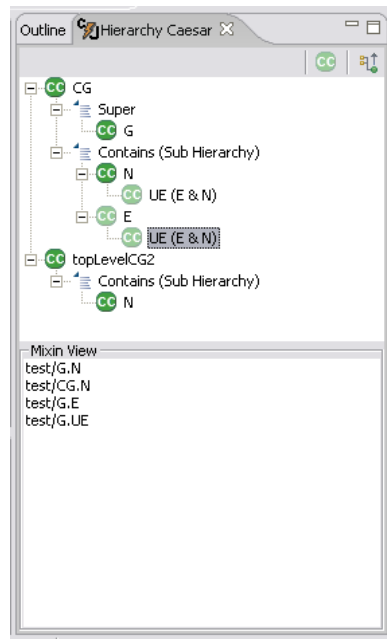 Outline Hierarchy Caesar
CC
CC CG
Super
CC G
Contains (Sub Hierarchy)
CC N
CC UE (E & N)
CC E
CC UE (E & N)
CC topLevelCG2
Contains (Sub Hierarchy)
CC N
Mixin View
test/G.N
test/CG.N
test/G.E
test/G.UE